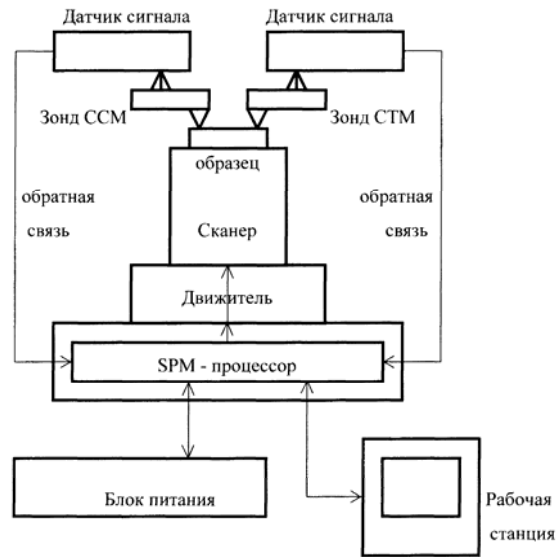 Датчик сигнала
Датчик сигнала
Зонд ССМ
Зонд СТМ
образец
обратная
связь
обратная
связь
Сканер
Движитель
SPM - процессор
Блок питания
Рабочая
станция